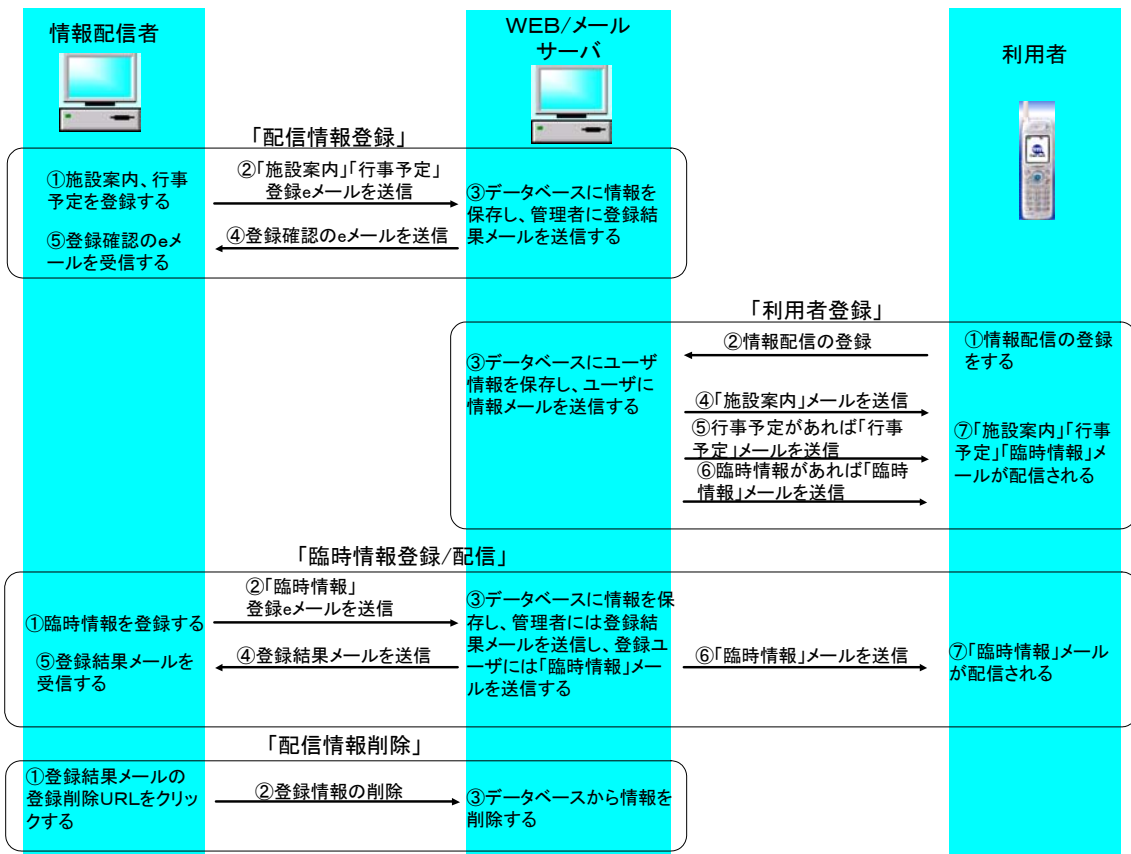 情報配信者
WEB/メール
サーバ
利用者
「配信情報登録」
①施設案内、行事
予定を登録する
②「施設案内」「行事予定」
登録eメールを送信
③データベースに情報を
保存し、管理者に登録結
果メールを送信する
④登録確認のeメールを送信
⑤登録確認のeメ
ールを受信する
「利用者登録」
①情報配信の登録
をする
②情報配信の登録
③データベースにユーザ
情報を保存し、ユーザに
情報メールを送信する
④「施設案内」メールを送信
⑤行事予定があれば「行事
予定」メールを送信
⑥臨時情報があれば「臨時
情報」メールを送信
⑦「施設案内」「行事
予定」「臨時情報」メ
ールが配信される
「臨時情報登録/配信」
①臨時情報を登録する
②「臨時情報」
登録eメールを送信
③データベースに情報を保
存し、管理者には登録結
果メールを送信し、登録ユ
ーザには「臨時情報」メー
ルを送信する
④登録結果メールを送信
⑤登録結果メールを
受信する
⑥「臨時情報」メールを送信
⑦「臨時情報」メール
が配信される
「配信情報削除」
①登録結果メールの
登録削除URLをクリッ
クする
②登録情報の削除
③データベースから情報を
削除する